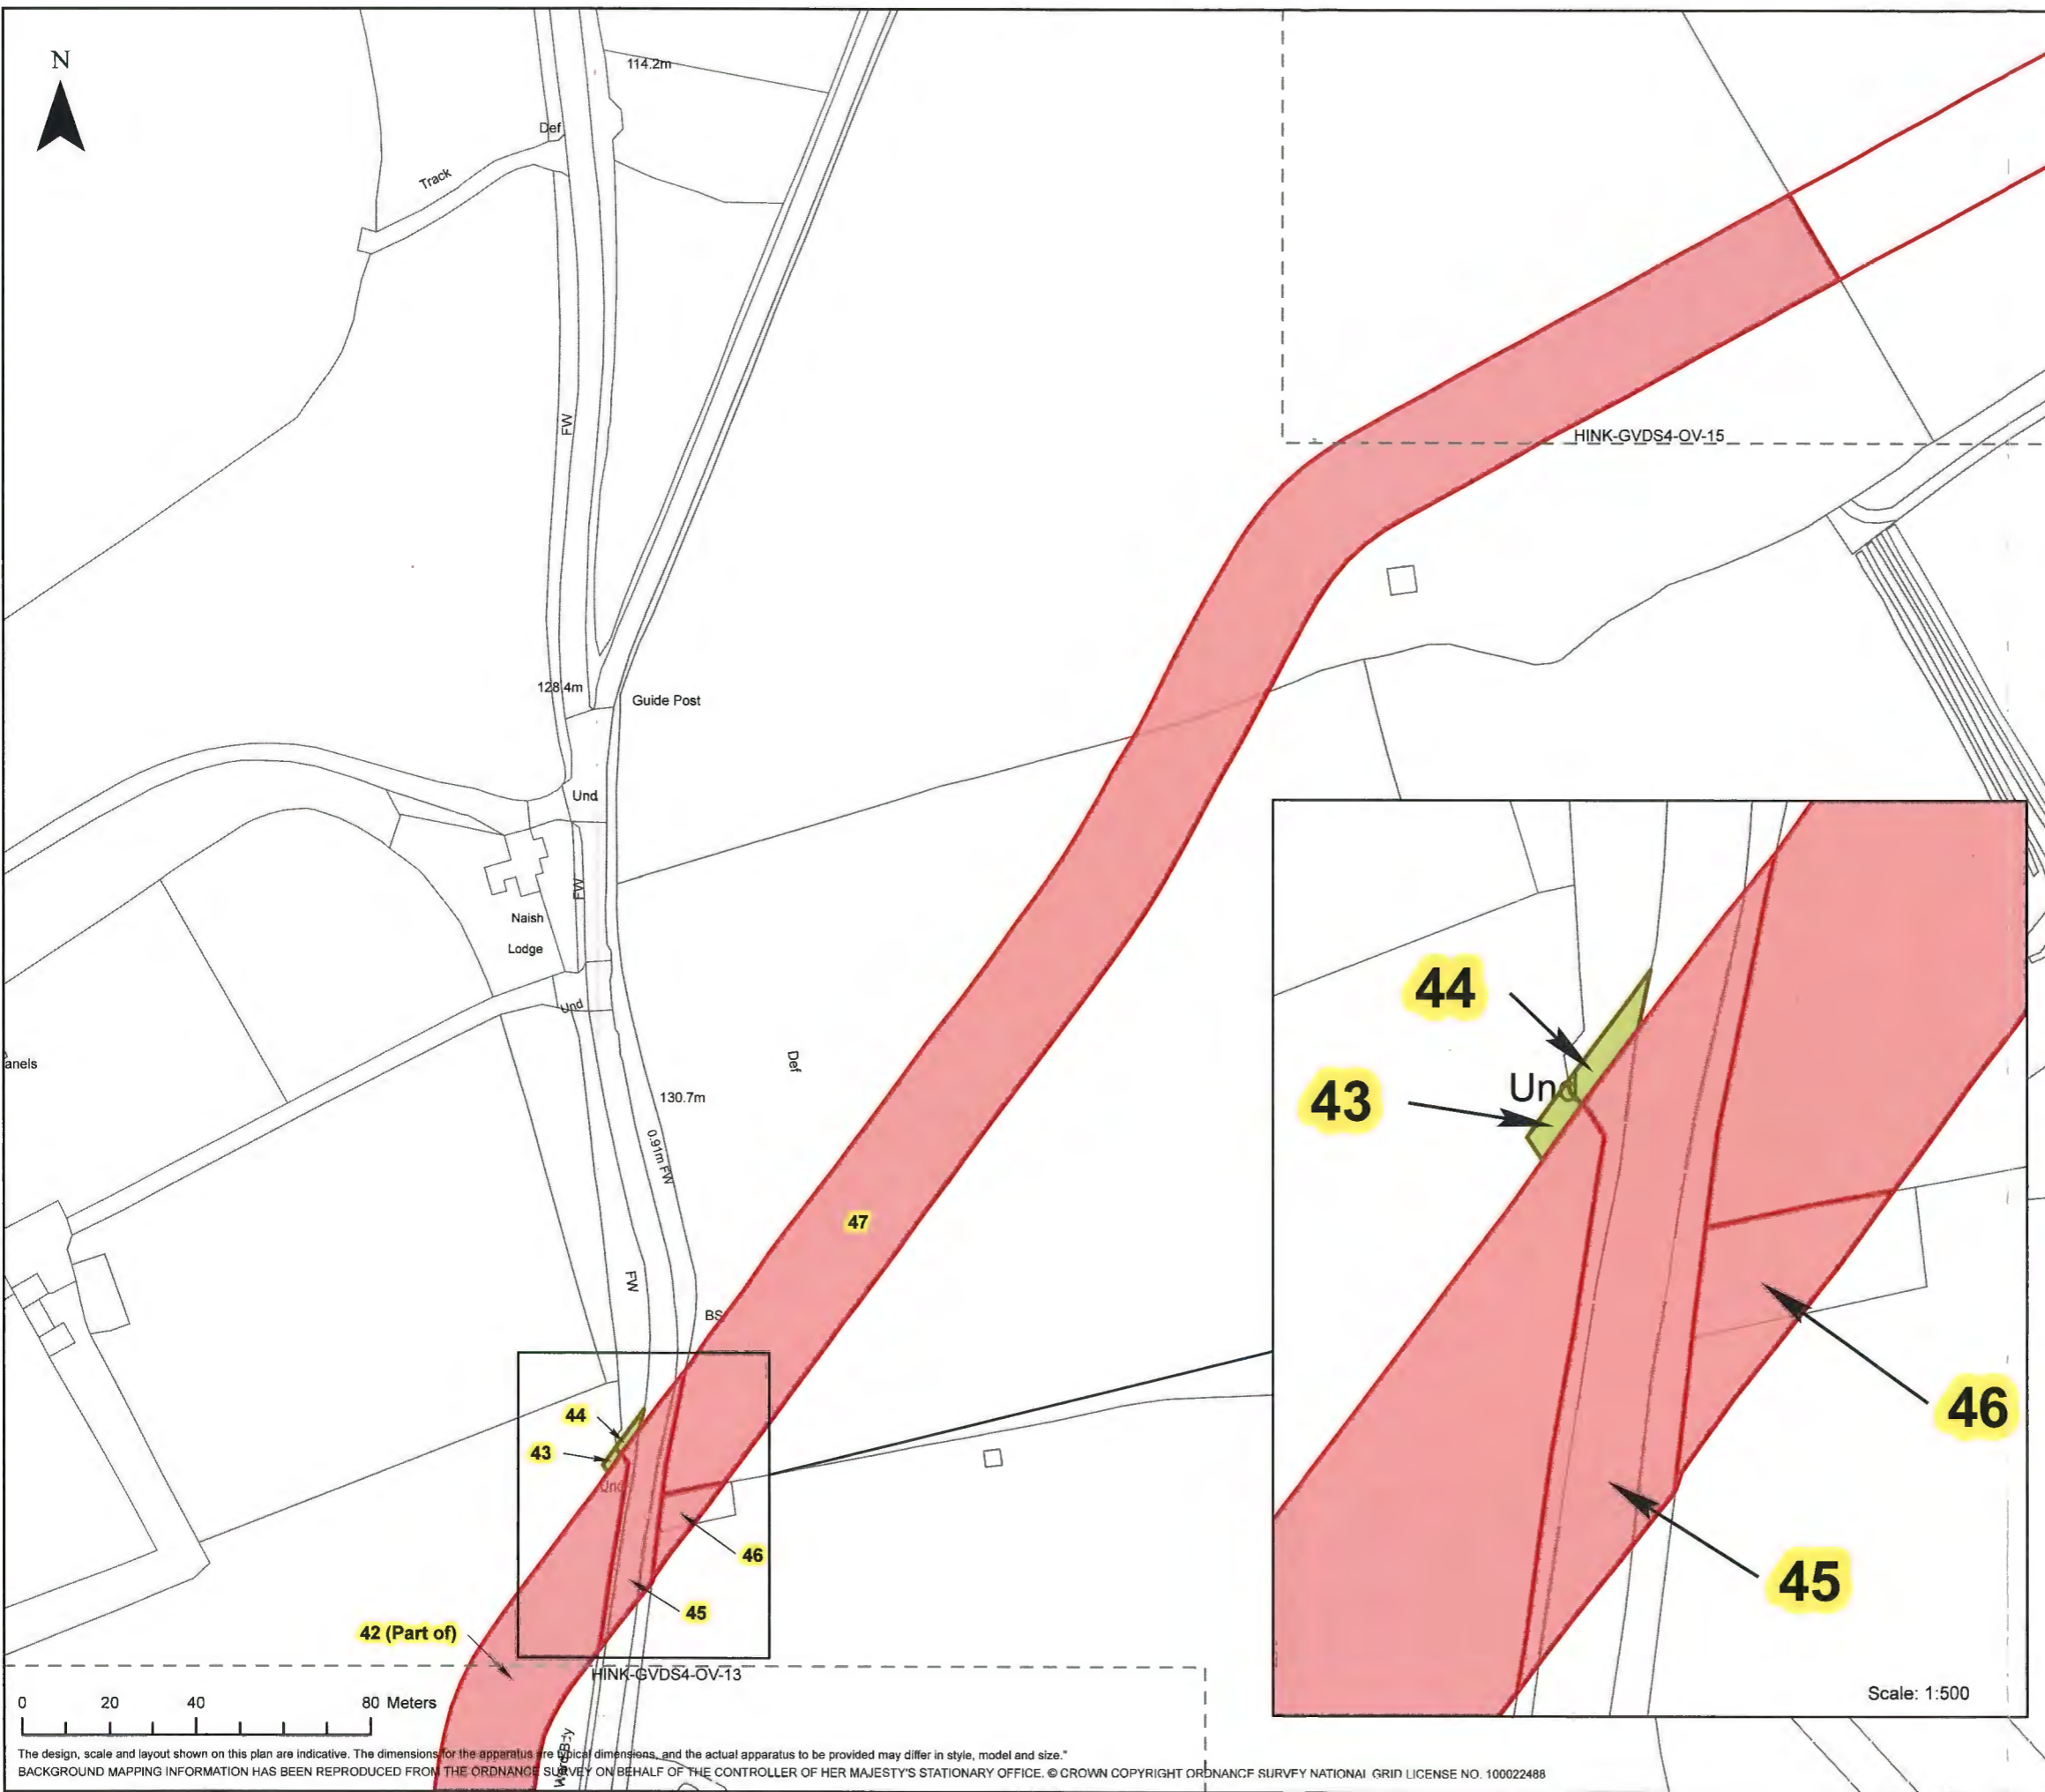 N
114.2m
Def
Track
FW
HINK-GVDS4-OV-15
128.4m
Guide Post
Und
FW
Naish
Lodge
Und
anels
Def
130.7m
0.91m FW
47
FW
BS
44
43
Und
46
45
42 (Part of)
HINK-GVDS4-OV-13
0 20 40 80 Meters
Ward Bdy
44
Und
43
46
45
Scale: 1:500
The design, scale and layout shown on this plan are indicative. The dimensions for the apparatus are typical dimensions, and the actual apparatus to be provided may differ in style, model and size."
BACKGROUND MAPPING INFORMATION HAS BEEN REPRODUCED FROM THE ORDNANCE SURVEY ON BEHALF OF THE CONTROLLER OF HER MAJESTY'S STATIONARY OFFICE. © CROWN COPYRIGHT ORDNANCE SURVEY NATIONAL GRID LICENSE NO. 100022488